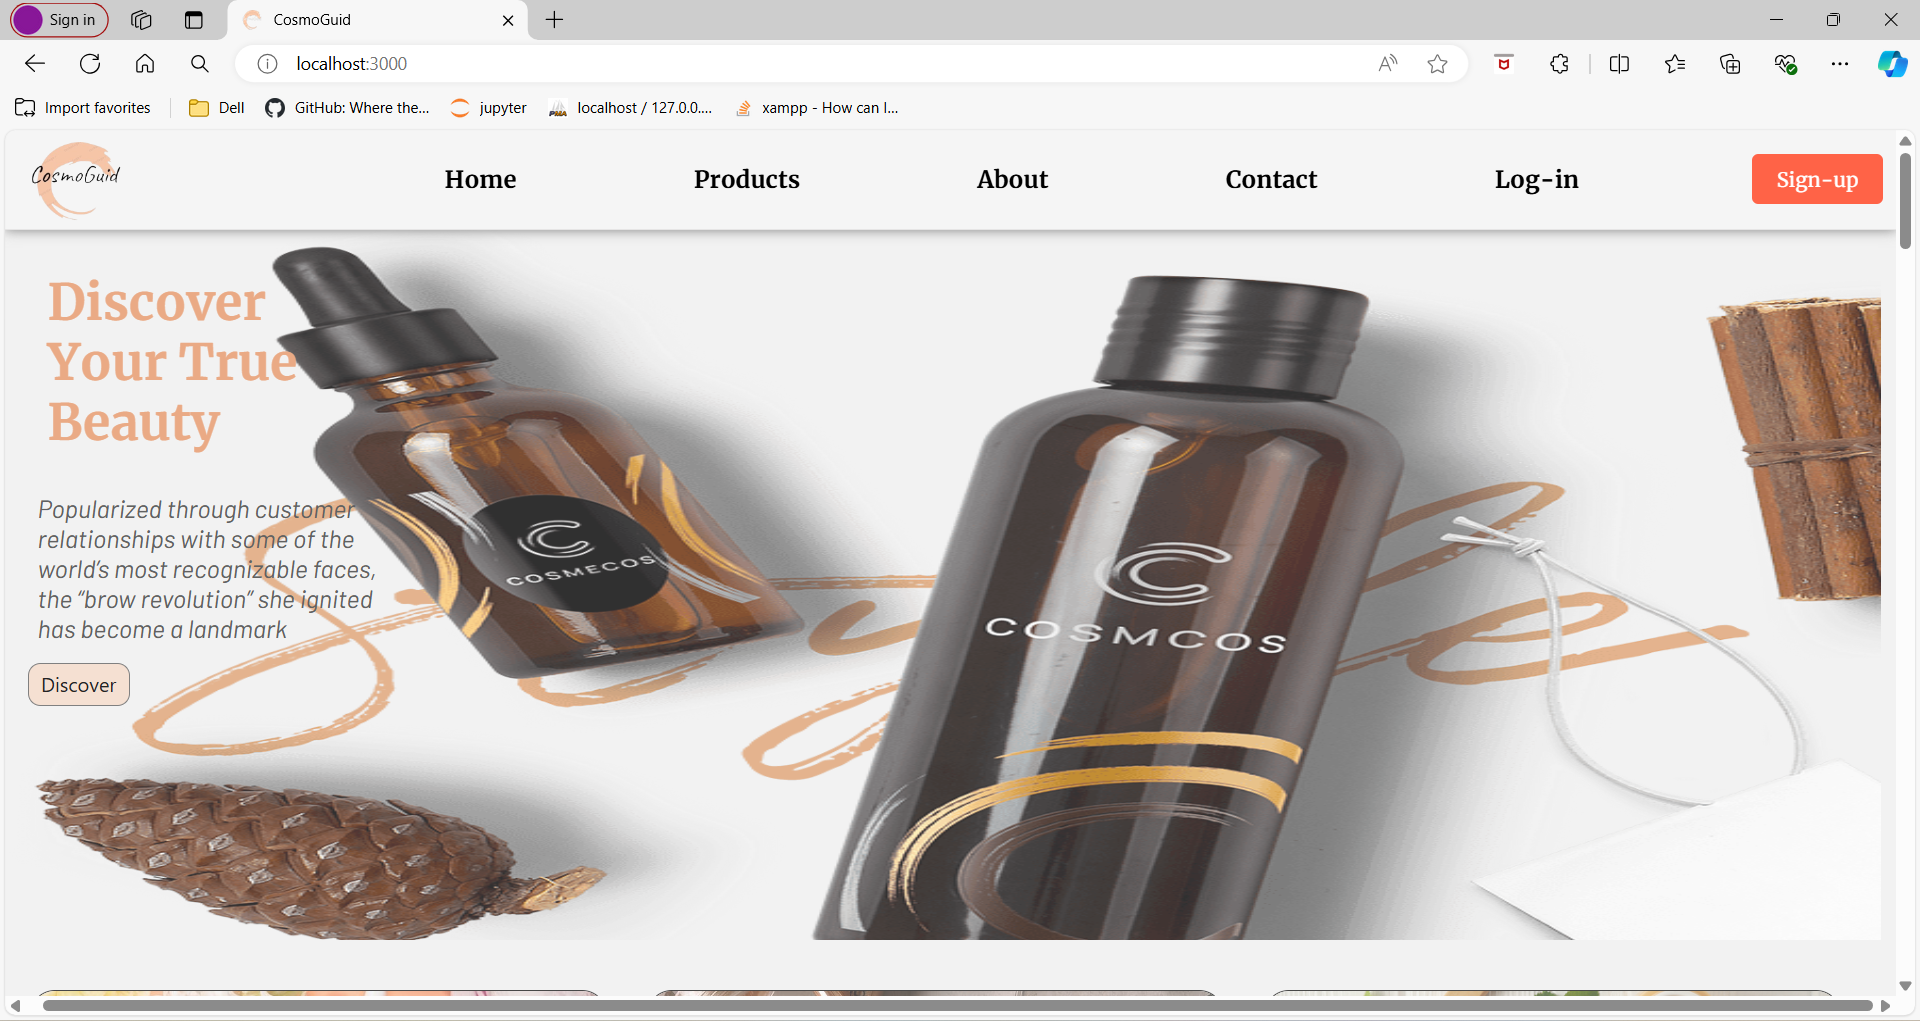 Sign in
CosmoGuid
localhost:3000
Import favorites
Dell
GitHub: Where the...
jupyter
localhost / 127.0.0....
xampp - How can I...
CosmoGuid
Home
Products
About
Contact
Log-in
Sign-up
Discover
Your True
Beauty
Popularized through customer
relationships with some of the
world's most recognizable faces,
the “brow revolution” she ignited
has become a landmark
Discover
COSMECOS
COSMCOS